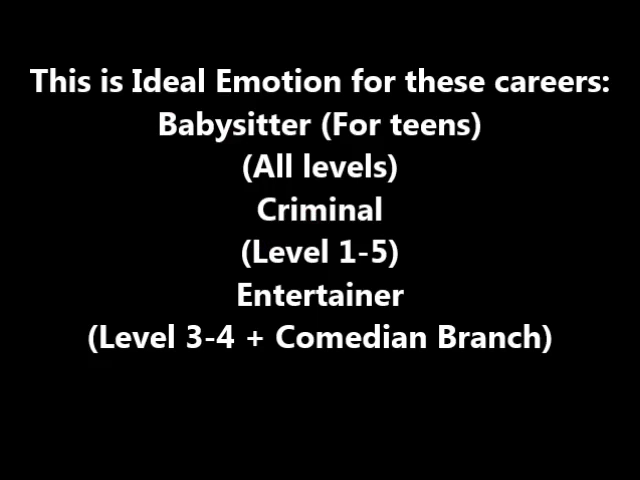 This is Ideal Emotion for these careers:
Babysitter (For teens)
(All levels)
Criminal
(Level 1-5)
Entertainer
(Level 3-4 + Comedian Branch)